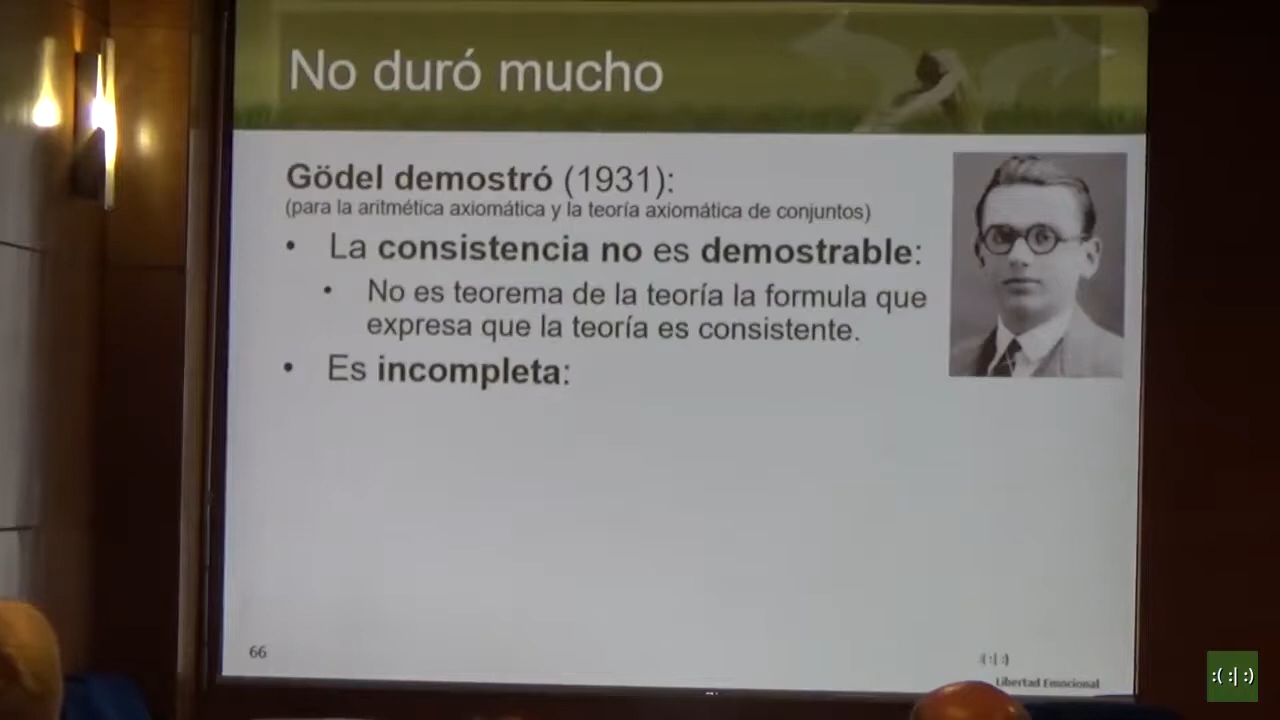 No duró mucho
Gödel demostró (1931):
(para la aritmética axiomática y la teoría axiomática de conjuntos)
• La consistencia no es demostrable:
• No es teorema de la teoría la formula que
expresa que la teoría es consistente.
• Es incompleta:
66
:( :| :)
Libertad Emocional
:( :| :)